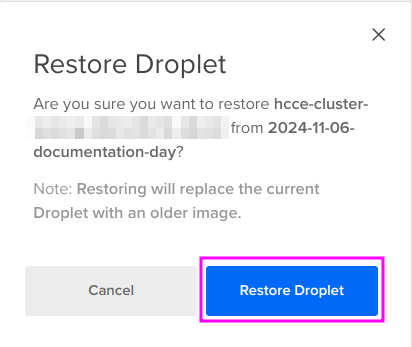 Restore Droplet
Are you sure you want to restore hcce-cluster-
from 2024-11-06-
documentation-day?
Note: Restoring will replace the current
Droplet with an older image.
Cancel
Restore Droplet